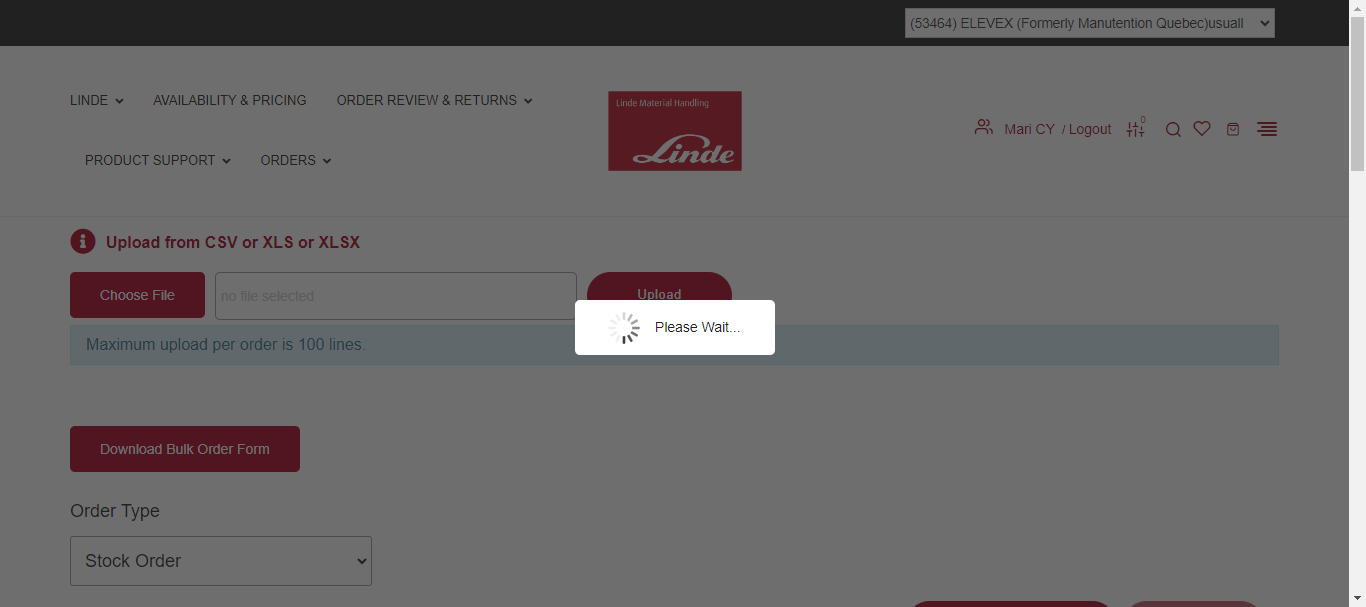 (53464) ELEVEX (Formerly Manutention Quebec)usuall
LINDE
AVAILABILITY & PRICING
ORDER REVIEW & RETURNS
Linde Material Handling
Linde
Mari CY / Logout
0
PRODUCT SUPPORT
ORDERS
Upload from CSV or XLS or XLSX
Choose File
no file selected
Upload
Please Wait...
Maximum upload per order is 100 lines.
Download Bulk Order Form
Order Type
Stock Order